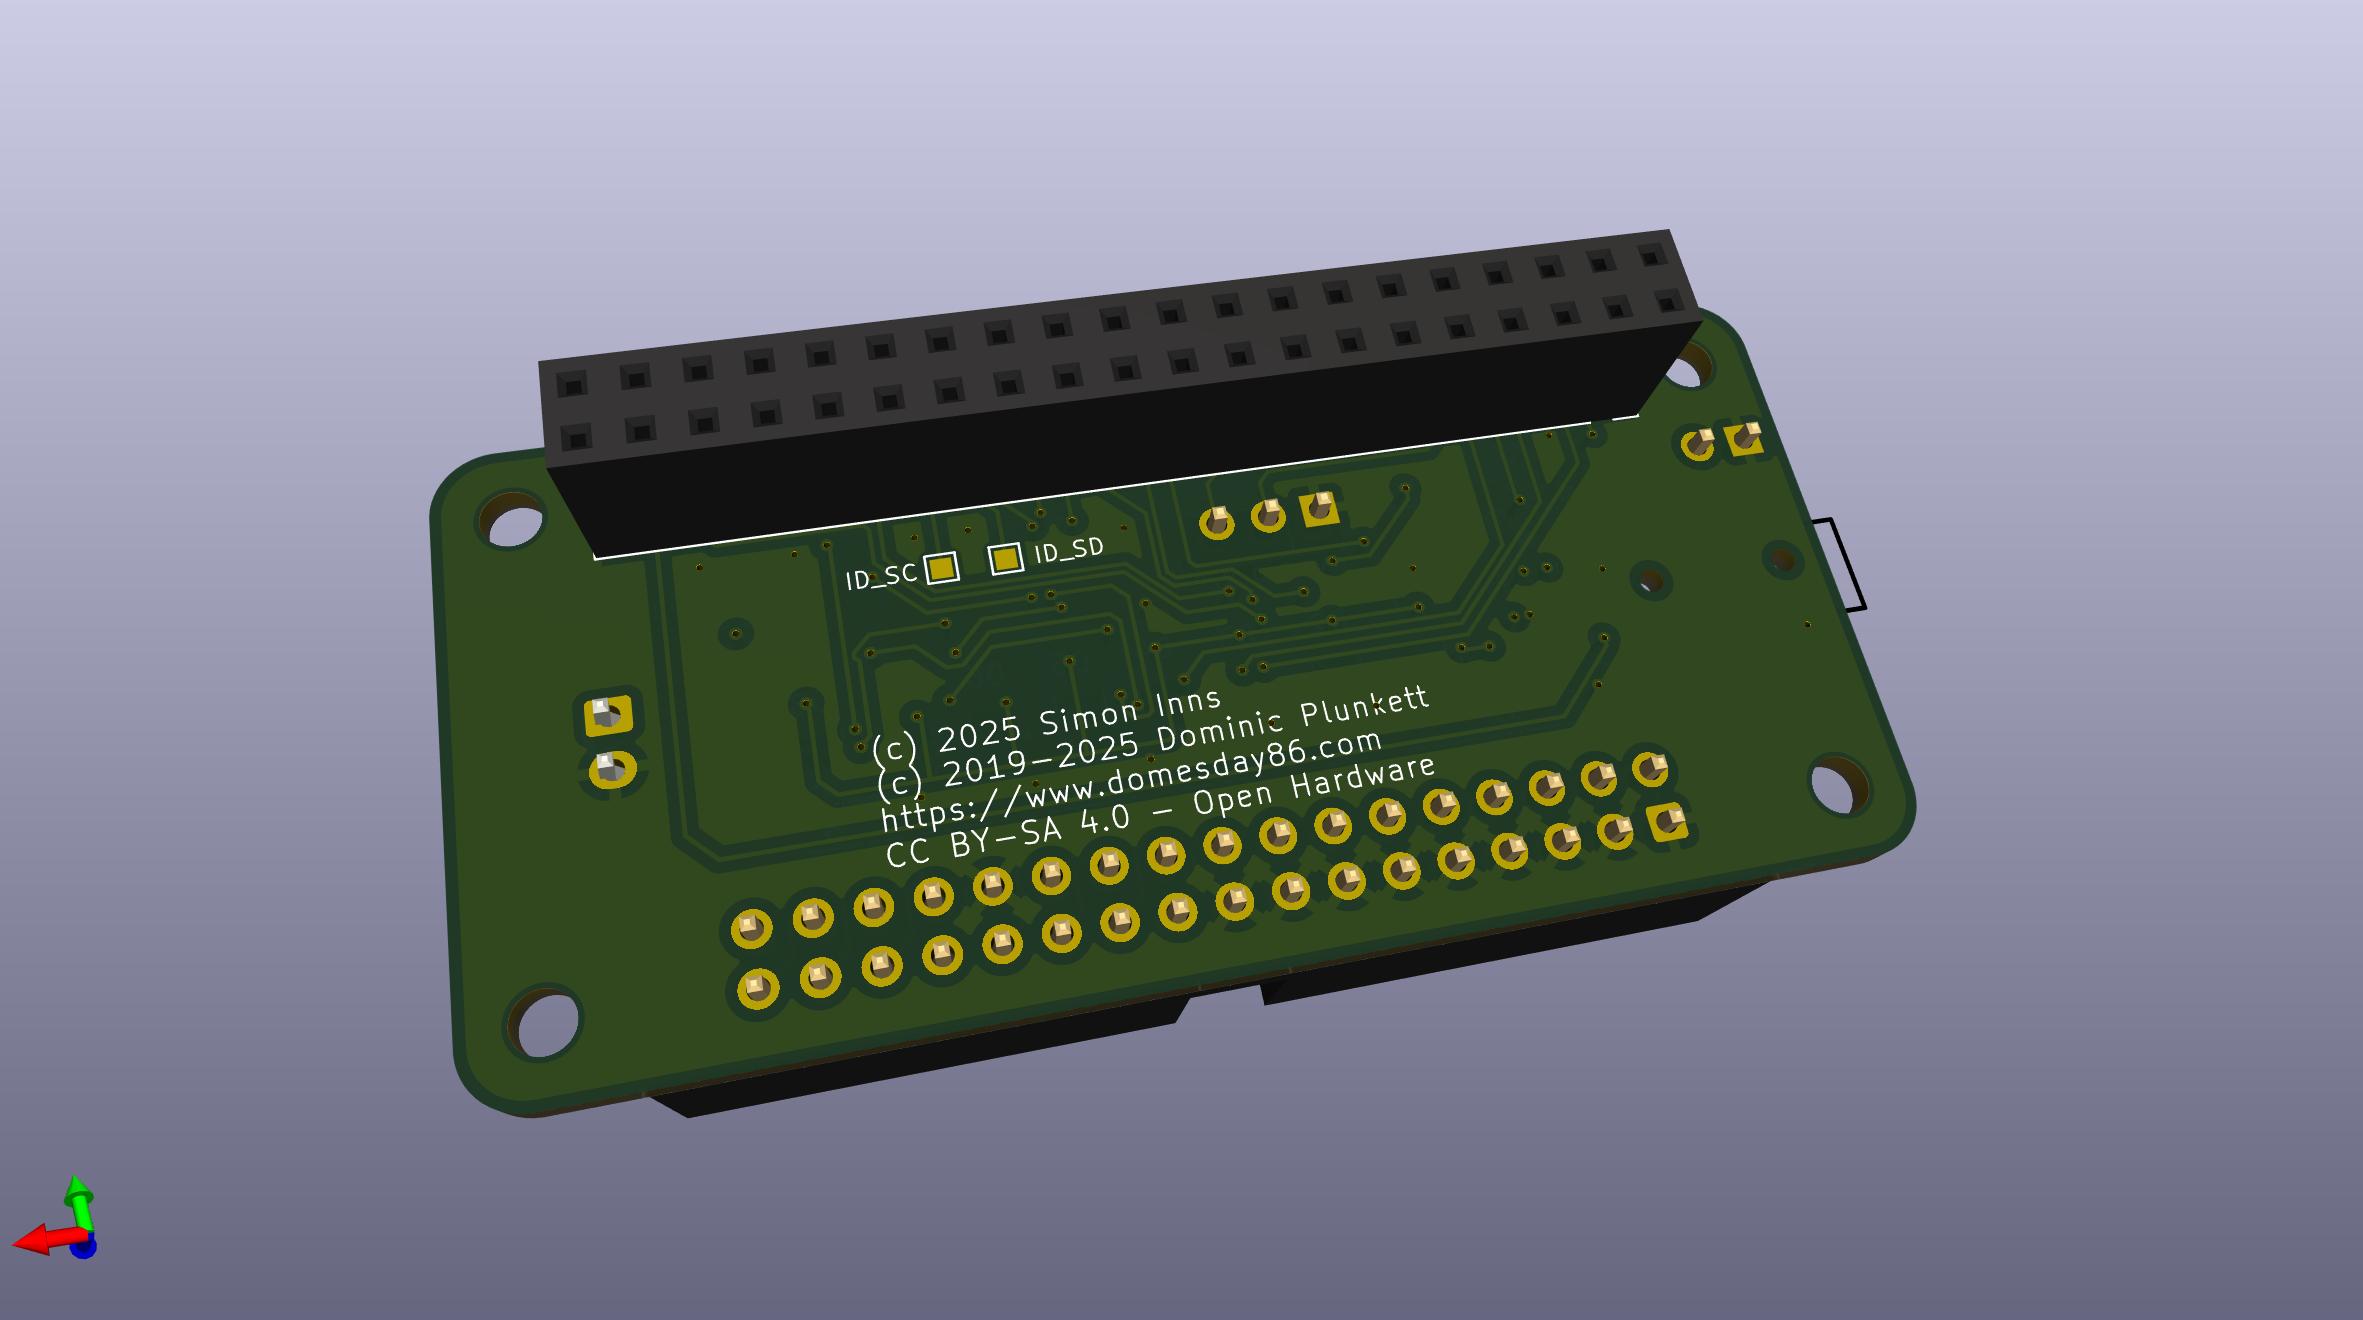 ID_SC
ID_SD
(c) 2025 Simon Inns
(c) 2019-2025 Dominic Plunkett
https://www.domesday86.com
CC BY-SA 4.0 - Open Hardware